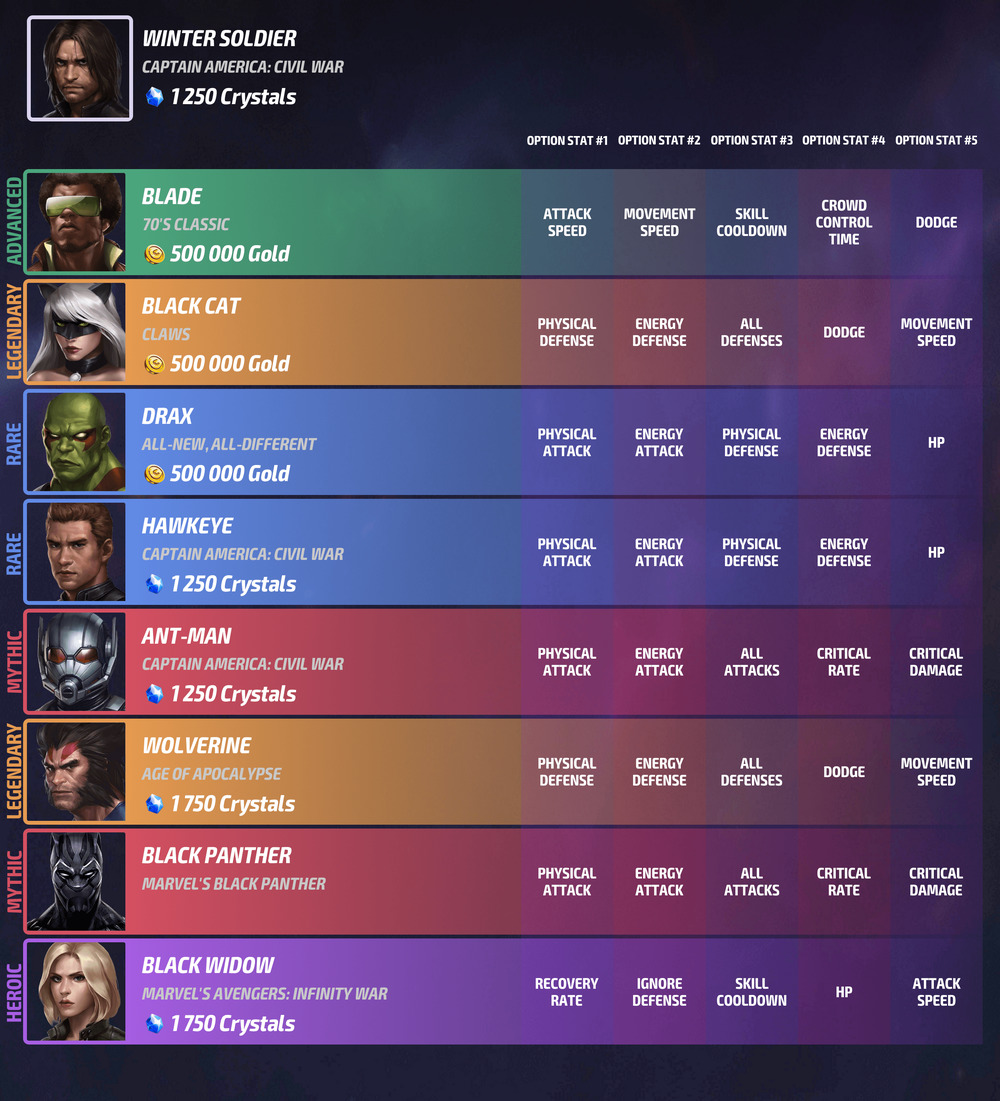 WINTER SOLDIER
CAPTAIN AMERICA: CIVIL WAR
1 250 Crystals
OPTION STAT #1 OPTION STAT #2 OPTION STAT #3 OPTION STAT #4 OPTION STAT #5
ADVANCED
BLADE
70'S CLASSIC
500 000 Gold
ATTACK
SPEED
MOVEMENT
SPEED
SKILL
COOLDOWN
CROWD
CONTROL
TIME
DODGE
LEGENDARY
BLACK CAT
CLAWS
500 000 Gold
PHYSICAL
DEFENSE
ENERGY
DEFENSE
ALL
DEFENSES
DODGE
MOVEMENT
SPEED
RARE
DRAX
ALL-NEW, ALL-DIFFERENT
500 000 Gold
PHYSICAL
ATTACK
ENERGY
ATTACK
PHYSICAL
DEFENSE
ENERGY
DEFENSE
HP
RARE
HAWKEYE
CAPTAIN AMERICA: CIVIL WAR
1 250 Crystals
PHYSICAL
ATTACK
ENERGY
ATTACK
PHYSICAL
DEFENSE
ENERGY
DEFENSE
HP
MYTHIC
ANT-MAN
CAPTAIN AMERICA: CIVIL WAR
1 250 Crystals
PHYSICAL
ATTACK
ENERGY
ATTACK
ALL
ATTACKS
CRITICAL
RATE
CRITICAL
DAMAGE
LEGENDARY
WOLVERINE
AGE OF APOCALYPSE
1 750 Crystals
PHYSICAL
DEFENSE
ENERGY
DEFENSE
ALL
DEFENSES
DODGE
MOVEMENT
SPEED
MYTHIC
BLACK PANTHER
MARVEL'S BLACK PANTHER
PHYSICAL
ATTACK
ENERGY
ATTACK
ALL
ATTACKS
CRITICAL
RATE
CRITICAL
DAMAGE
HEROIC
BLACK WIDOW
MARVEL'S AVENGERS: INFINITY WAR
1 750 Crystals
RECOVERY
RATE
IGNORE
DEFENSE
SKILL
COOLDOWN
HP
ATTACK
SPEED